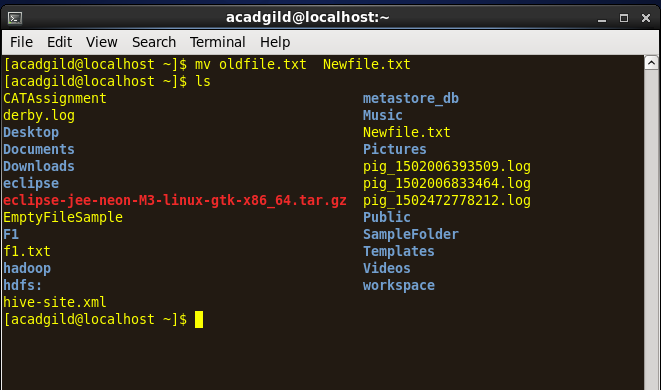 acadgild@localhost:~
File Edit View Search Terminal Help
[acadgild@localhost ~]$ mv oldfile.txt  Newfile.txt
[acadgild@localhost ~]$ ls
CATAssignment metastore_db
derby.log Music
Desktop Newfile.txt
Documents Pictures
Downloads pig_1502006393509.log
eclipse pig_1502006833464.log
eclipse-jee-neon-M3-linux-gtk-x86_64.tar.gz pig_1502472778212.log
EmptyFileSample Public
F1 SampleFolder
f1.txt Templates
hadoop Videos
hdfs: workspace
hive-site.xml
[acadgild@localhost ~]$